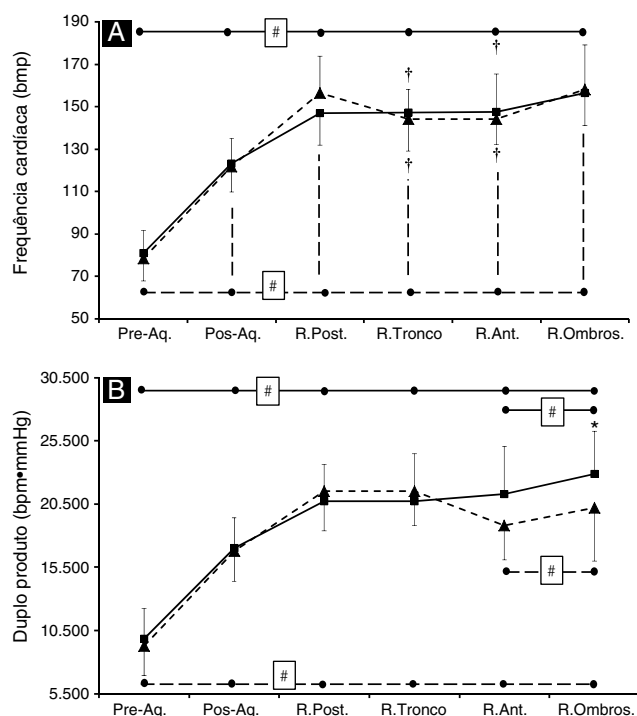 A
#
†
†
†
†
#
Frequência cardíaca (bmp)
190
170
150
130
110
90
70
50
Pre-Aq.
Pos-Aq.
R.Post.
R.Tronco
R.Ant.
R.Ombros.
B
#
#
*
#
#
Duplo produto (bpm•mmHg)
30.500
25.500
20.500
15.500
10.500
5.500
Pre-Aq.
Pos-Aq.
R.Post.
R.Tronco
R.Ant.
R.Ombros.